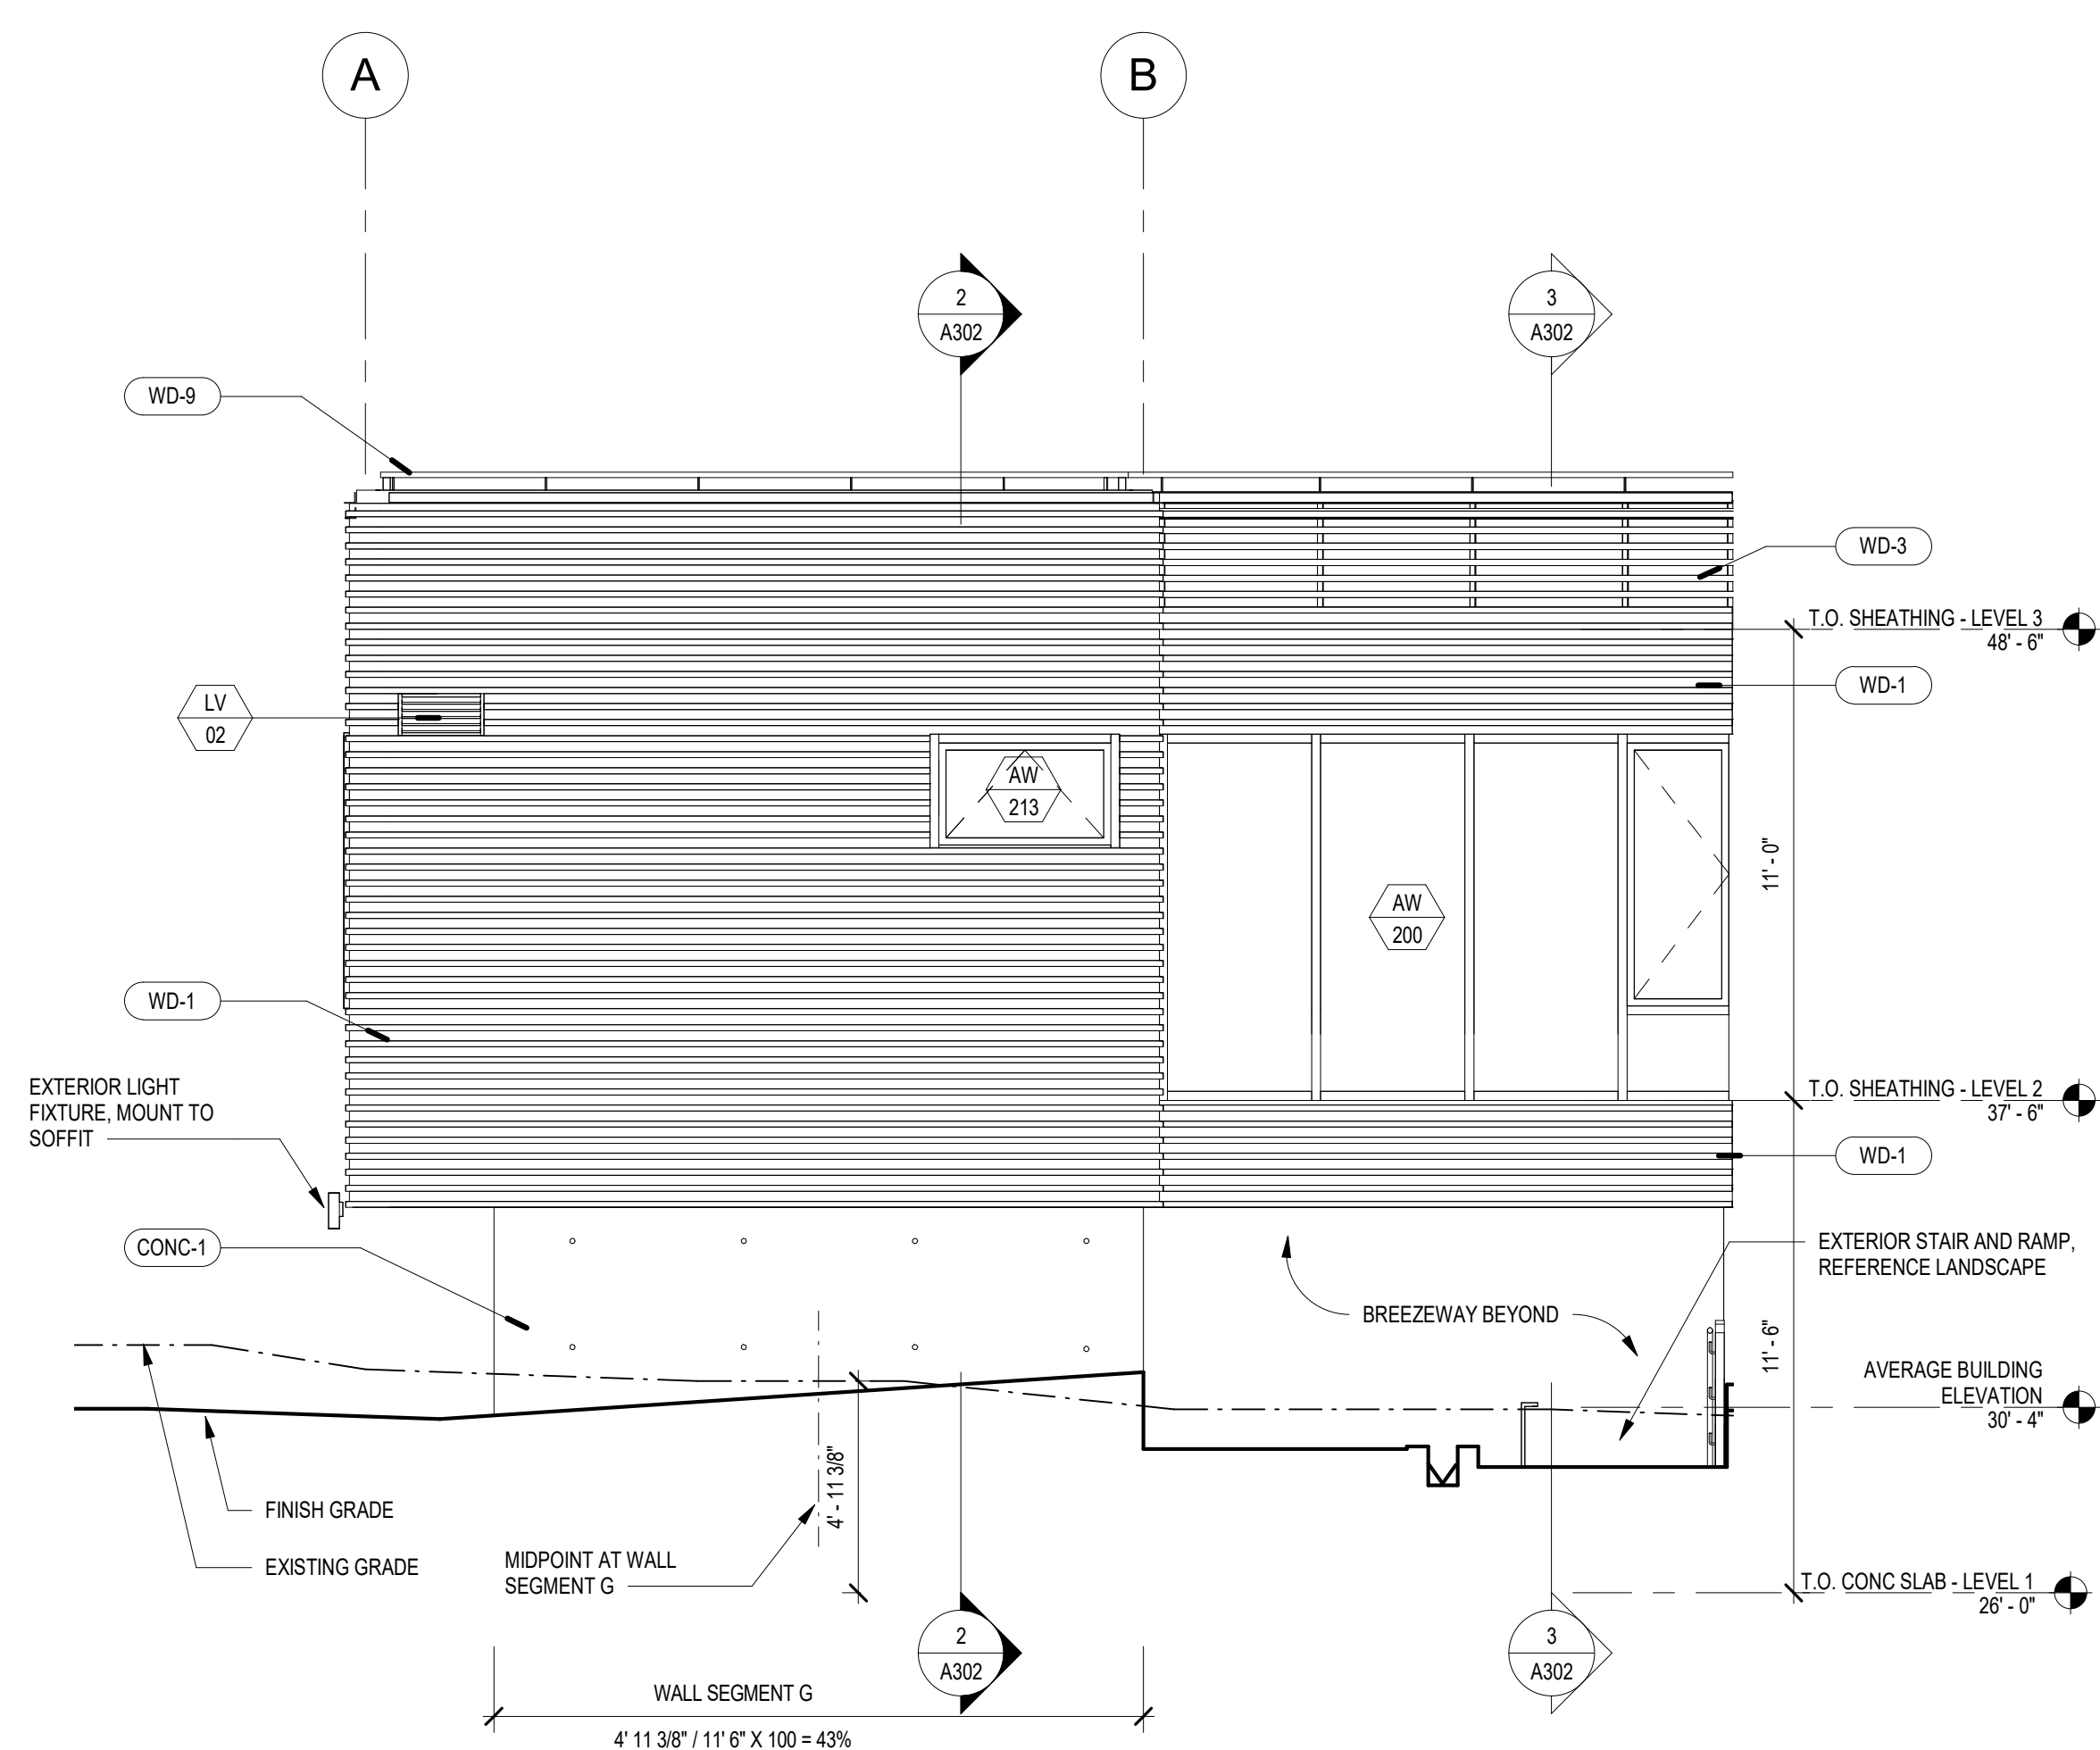 A
B
2
A302
3
A302
WD-9
WD-3
T.O. SHEATHING - LEVEL 3
48' - 6"
WD-1
LV
02
AW
213
11' - 0"
AW
200
WD-1
EXTERIOR LIGHT
FIXTURE, MOUNT TO
SOFFIT
T.O. SHEATHING - LEVEL 2
37' - 6"
WD-1
CONC-1
EXTERIOR STAIR AND RAMP,
REFERENCE LANDSCAPE
BREEZEWAY BEYOND
11' - 6"
AVERAGE BUILDING
ELEVATION
30' - 4"
4' - 11 3/8"
FINISH GRADE
EXISTING GRADE
MIDPOINT AT WALL
SEGMENT G
T.O. CONC SLAB - LEVEL 1
26' - 0"
2
A302
3
A302
WALL SEGMENT G
4' 11 3/8" / 11' 6" X 100 = 43%